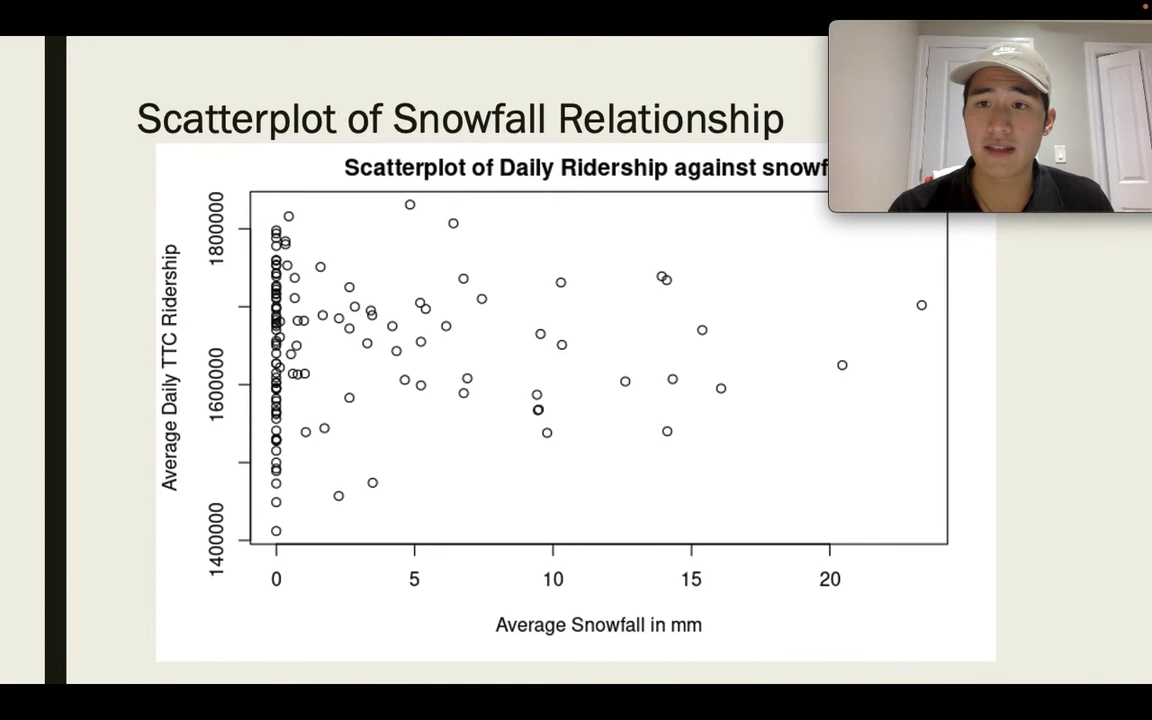 Scatterplot of Snowfall Relationship
Scatterplot of Daily Ridership against snowf
Average Daily TTC Ridership
1800000
1600000
1400000
0 5 10 15 20
Average Snowfall in mm